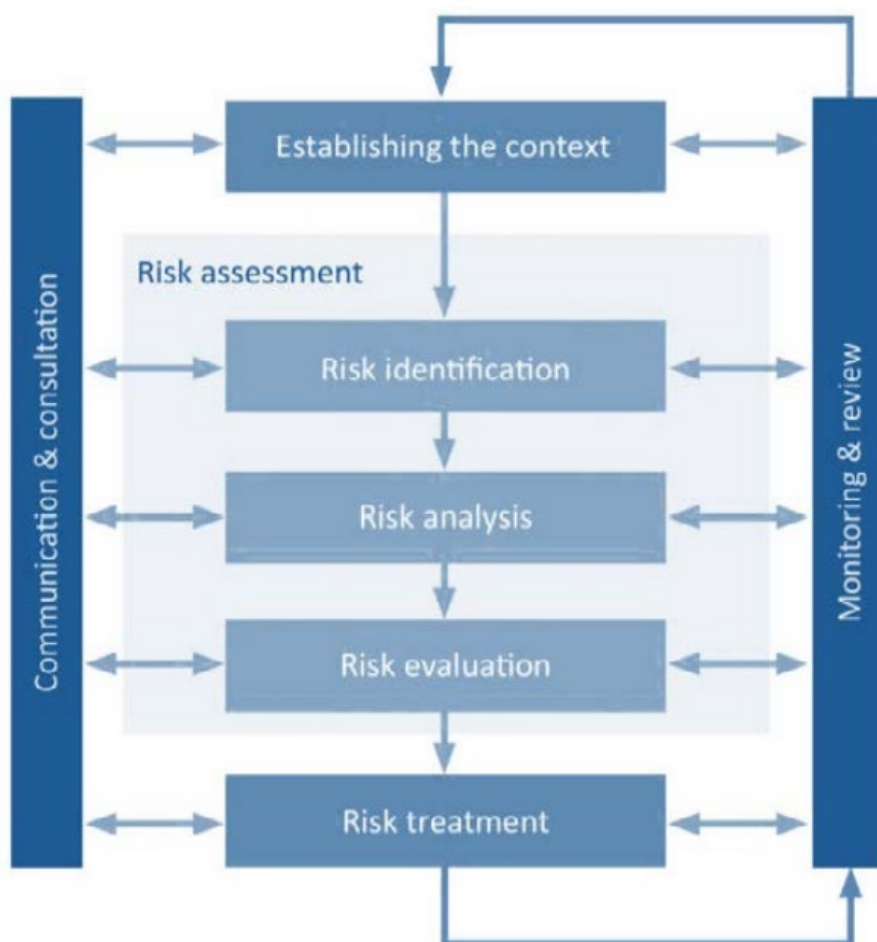 Establishing the context
Risk assessment
Risk identification
Risk analysis
Risk evaluation
Risk treatment
Communication & consultation
Monitoring & review